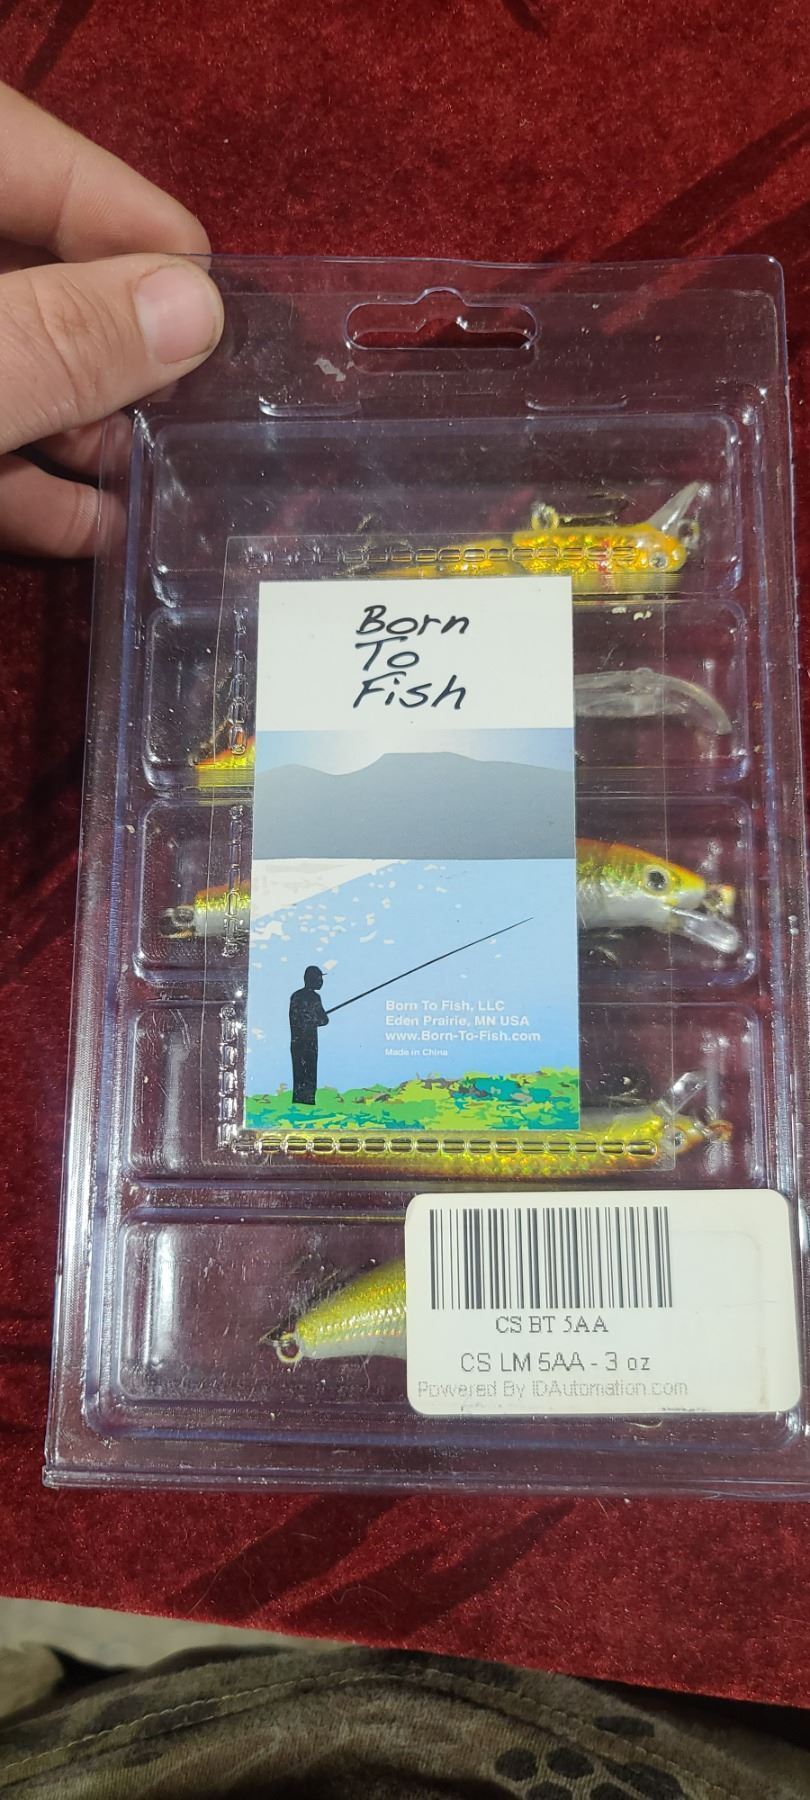 Born
To
Fish
Born To Fish, LLC
Eden Prairie, MN USA
www.Born-To-Fish.com
Made in China
CS BT 5AA
CS LM 5AA - 3 oz
Powered By IDAutomation.com